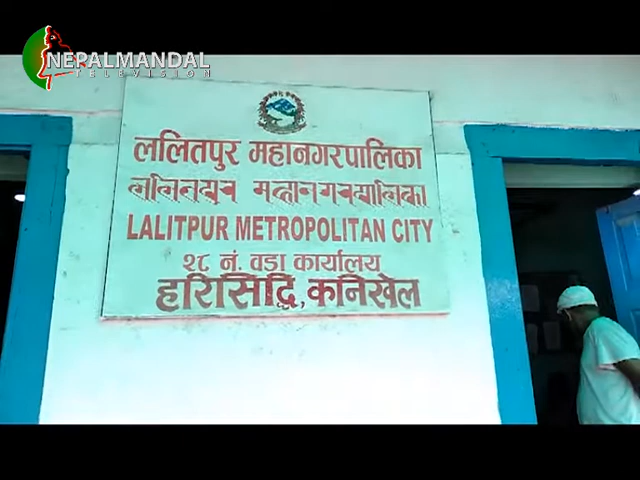 NEPALMANDAL
TELEVISION
ललितपुर महानगरपालिका
LALITPUR METROPOLITAN CITY
२८ नं. वडा कार्यालय
हरिसिद्धि, कनिखेल